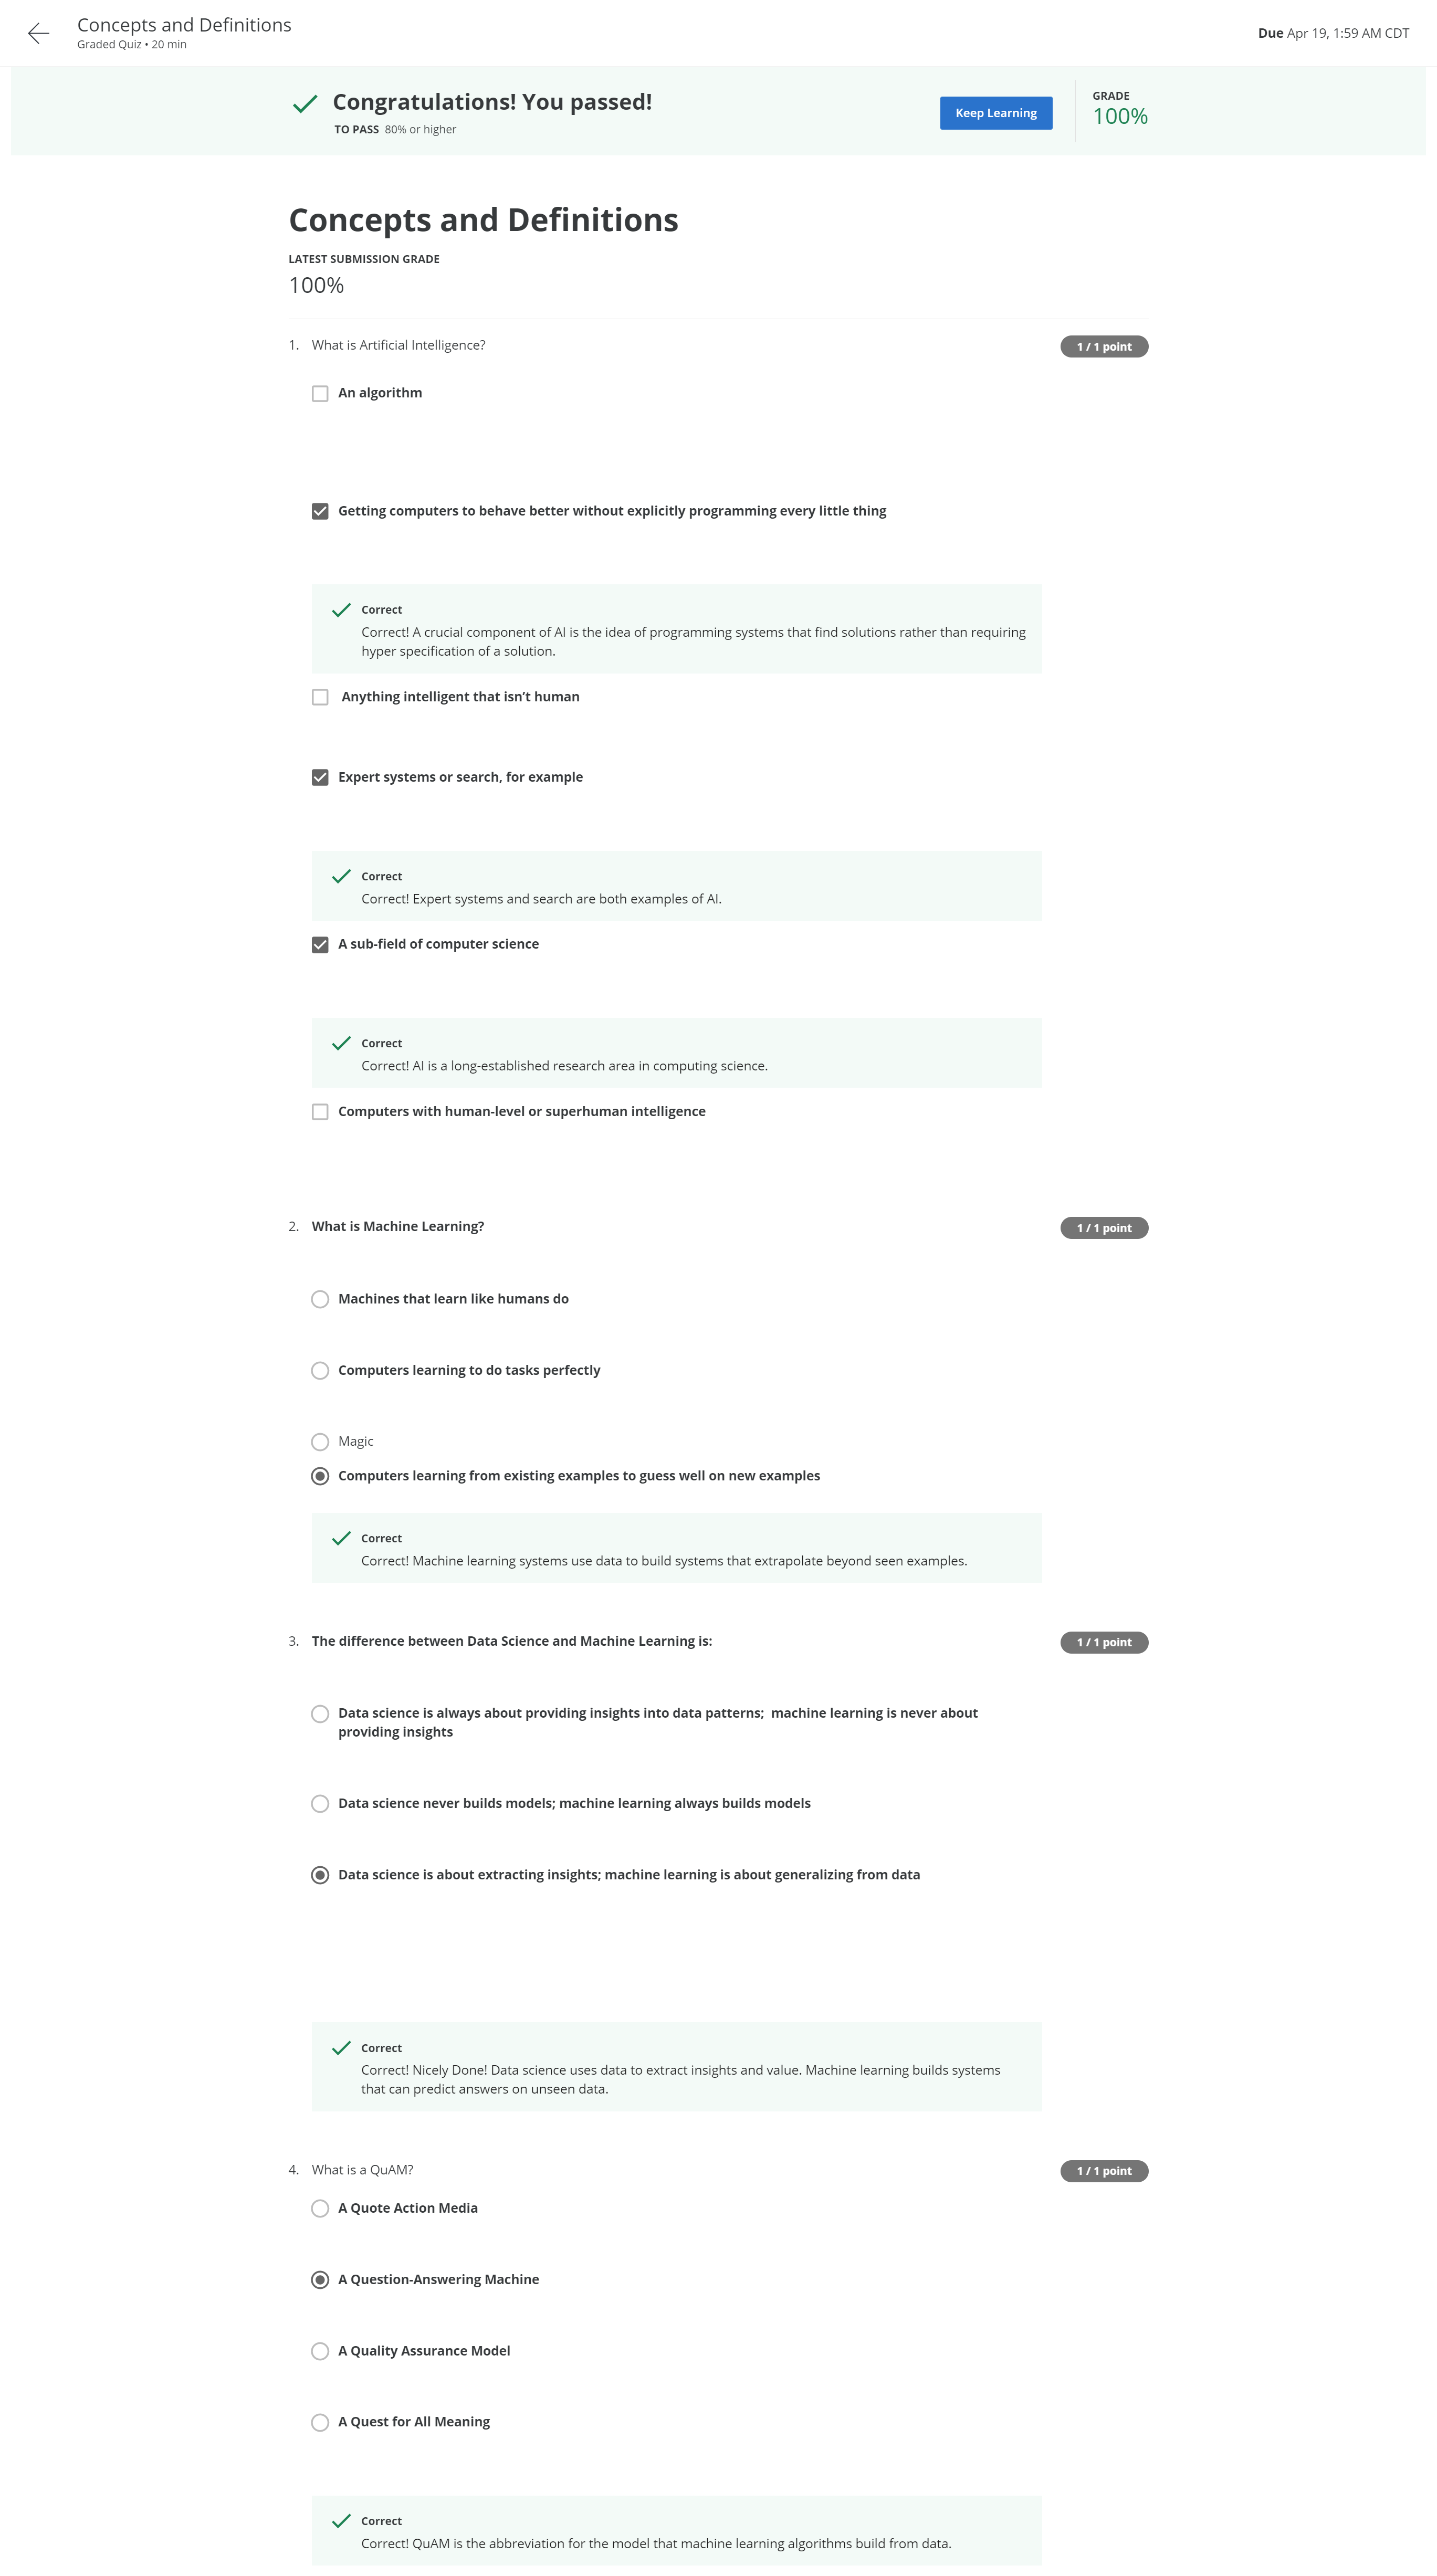 Concepts and Definitions
Graded Quiz • 20 min
Due Apr 19, 1:59 AM CDT
Congratulations! You passed!
TO PASS 80% or higher
Keep Learning
GRADE
100%
Concepts and Definitions
LATEST SUBMISSION GRADE
100%
1. What is Artificial Intelligence?
1 / 1 point
An algorithm
Getting computers to behave better without explicitly programming every little thing
Correct
Correct! A crucial component of AI is the idea of programming systems that find solutions rather than requiring
hyper specification of a solution.
Anything intelligent that isn’t human
Expert systems or search, for example
Correct
Correct! Expert systems and search are both examples of AI.
A sub-field of computer science
Correct
Correct! AI is a long-established research area in computing science.
Computers with human-level or superhuman intelligence
2. What is Machine Learning?
1 / 1 point
Machines that learn like humans do
Computers learning to do tasks perfectly
Magic
Computers learning from existing examples to guess well on new examples
Correct
Correct! Machine learning systems use data to build systems that extrapolate beyond seen examples.
3. The difference between Data Science and Machine Learning is:
1 / 1 point
Data science is always about providing insights into data patterns;  machine learning is never about
providing insights
Data science never builds models; machine learning always builds models
Data science is about extracting insights; machine learning is about generalizing from data
Correct
Correct! Nicely Done! Data science uses data to extract insights and value. Machine learning builds systems
that can predict answers on unseen data.
4. What is a QuAM?
1 / 1 point
A Quote Action Media
A Question-Answering Machine
A Quality Assurance Model
A Quest for All Meaning
Correct
Correct! QuAM is the abbreviation for the model that machine learning algorithms build from data.